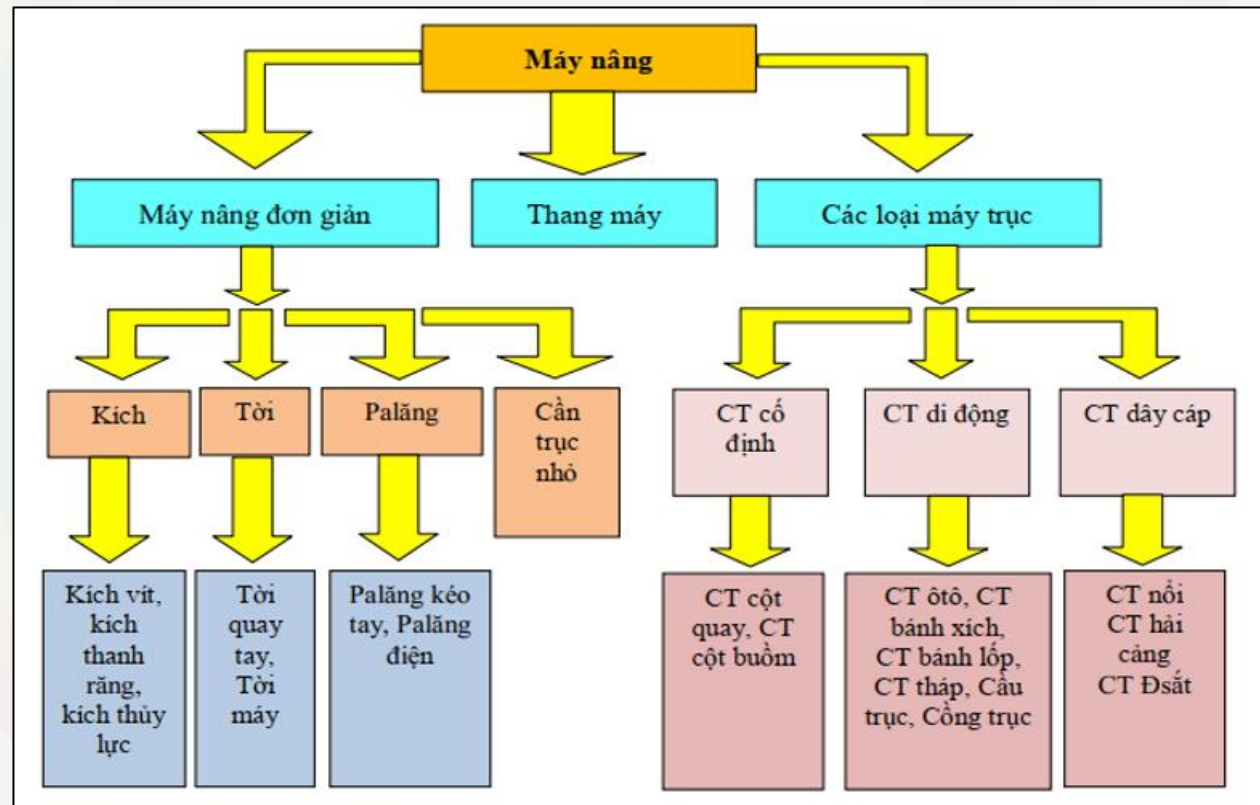 Máy nâng
Máy nâng đơn giản
Thang máy
Các loại máy trục
Kích
Tời
Palăng
Cần
trục
nhỏ
CT cố
định
CT di động
CT dây cáp
Kích vít,
kích
thanh
răng,
kích thủy
lực
Tời
quay
tay,
Tời
máy
Palăng kéo
tay, Palăng
điện
CT cột
quay, CT
cột buồm
CT ôtô, CT
bánh xích,
CT bánh lốp,
CT tháp, Cầu
trục, Cổng trục
CT nổi
CT hải
cảng
CT Đsắt